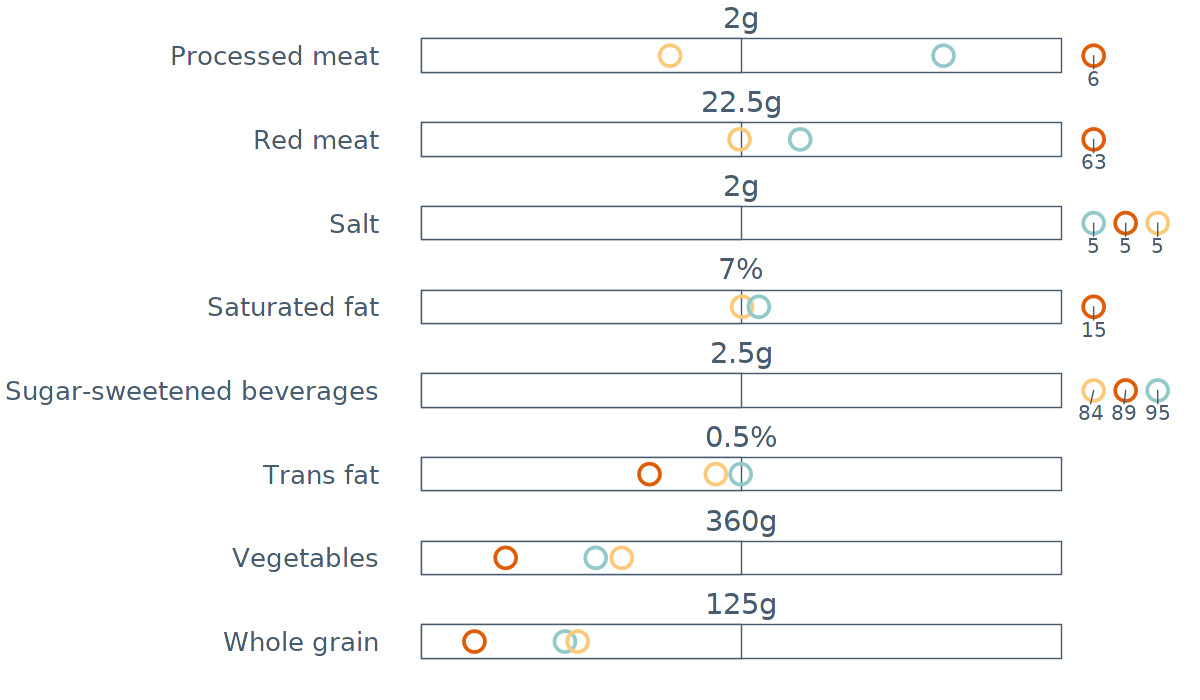 2g
Processed meat
6
22.5g
Red meat
63
2g
Salt
5 5 5
7%
Saturated fat
15
2.5g
Sugar-sweetened beverages
84 89 95
0.5%
Trans fat
360g
Vegetables
125g
Whole grain